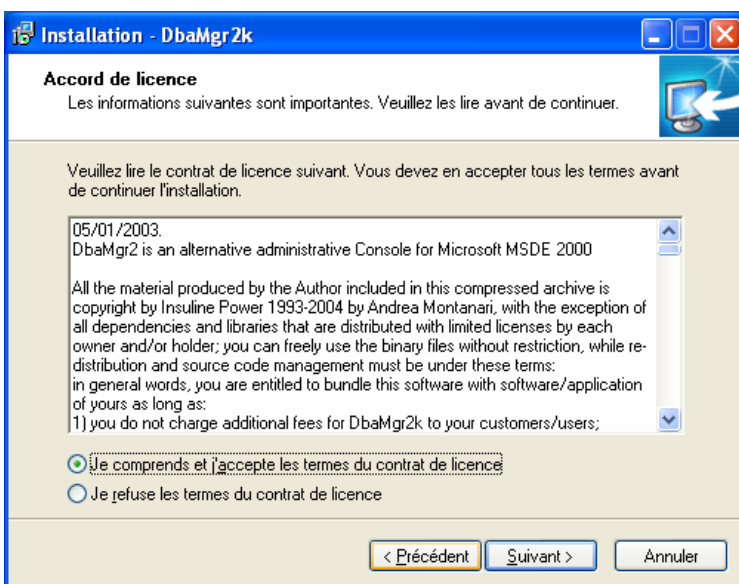 Installation - DbaMgr2k
Accord de licence
Les informations suivantes sont importantes. Veuillez les lire avant de continuer.
Veuillez lire le contrat de licence suivant. Vous devez en accepter tous les termes avant
de continuer l'installation.
05/01/2003.
DbaMgr2 is an alternative administrative Console for Microsoft MSDE 2000
All the material produced by the Author included in this compressed archive is
copyright by Insuline Power 1993-2004 by Andrea Montanari, with the exception of
all dependencies and libraries that are distributed with limited licenses by each
owner and/or holder; you can freely use the binary files without restriction, while re-
distribution and source code management must be under these terms:
in general words, you are entitled to bundle this software with software/application
of yours as long as:
1) you do not charge additional fees for DbaMgr2k to your customers/users;
Je comprends et j'accepte les termes du contrat de licence
Je refuse les termes du contrat de licence
< Précédent Suivant > Annuler